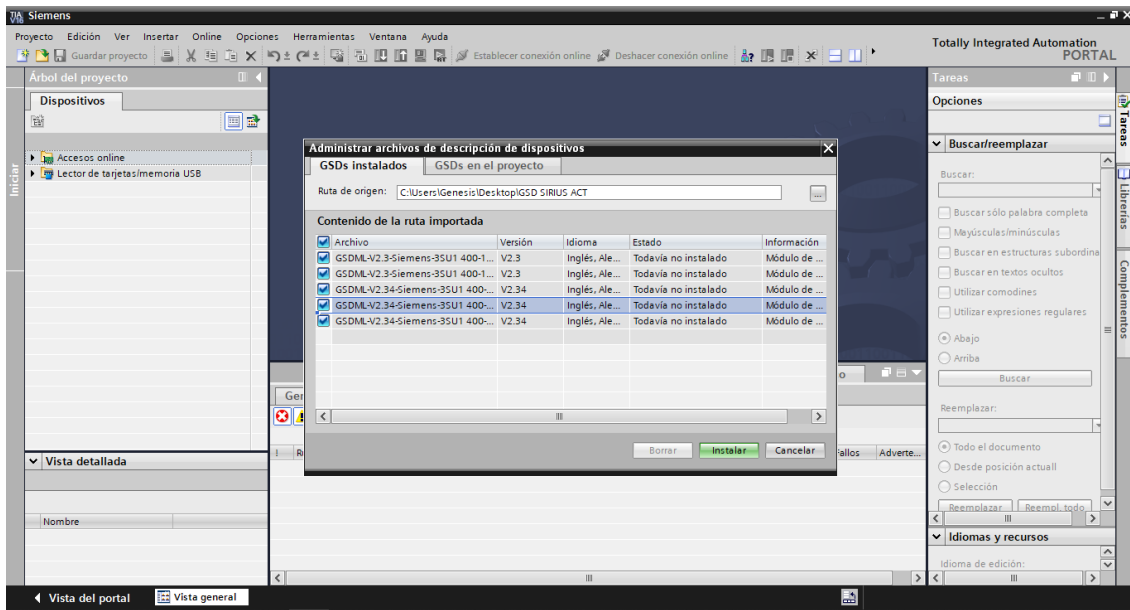 Siemens
Proyecto Edición Ver Insertar Online Opciones Herramientas Ventana Ayuda
Totally Integrated Automation
PORTAL
Guardar proyecto
Establecer conexión online
Deshacer conexión online
Árbol del proyecto
Dispositivos
Accesos online
Lector de tarjetas/memoria USB
Iniciar
Vista detallada
Nombre
Administrar archivos de descripción de dispositivos
GSDs instalados
GSDs en el proyecto
Ruta de origen: C:\Users\Genesis\Desktop\GSD SIRIUS ACT
...
Contenido de la ruta importada
Archivo Versión Idioma Estado Información
GSDML-V2.3-Siemens-3SU1 400-1... V2.3 Inglés, Ale... Todavía no instalado Módulo de ...
GSDML-V2.3-Siemens-3SU1 400-1... V2.3 Inglés, Ale... Todavía no instalado Módulo de ...
GSDML-V2.34-Siemens-3SU1 400-... V2.34 Inglés, Ale... Todavía no instalado Módulo de ...
GSDML-V2.34-Siemens-3SU1 400-... V2.34 Inglés, Ale... Todavía no instalado Módulo de ...
GSDML-V2.34-Siemens-3SU1 400-... V2.34 Inglés, Ale... Todavía no instalado Módulo de ...
Borrar Instalar Cancelar
Ger
Adverte...
Tareas
Opciones
Buscar/reemplazar
Buscar:
Buscar sólo palabra completa
Mayúsculas/minúsculas
Buscar en estructuras subordina
Buscar en textos ocultos
Utilizar comodines
Utilizar expresiones regulares
Abajo
Arriba
Buscar
Reemplazar:
Todo el documento
Desde posición actuall
Selección
Reemplazar Reempl. todo
Idiomas y recursos
Idioma de edición:
Tareas
Librerías
Complementos
Vista del portal
Vista general